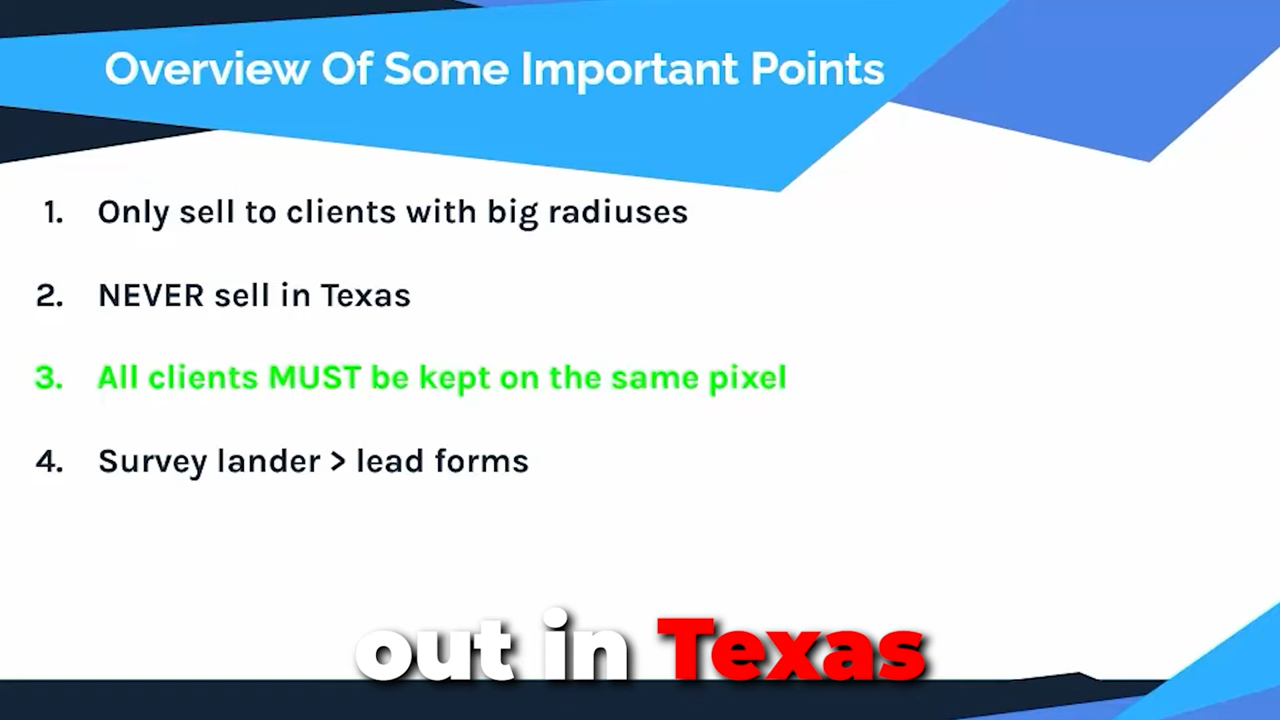 Overview Of Some Important Points
1. Only sell to clients with big radiuses
2. NEVER sell in Texas
3. All clients MUST be kept on the same pixel
4. Survey lander > lead forms
out in Texas